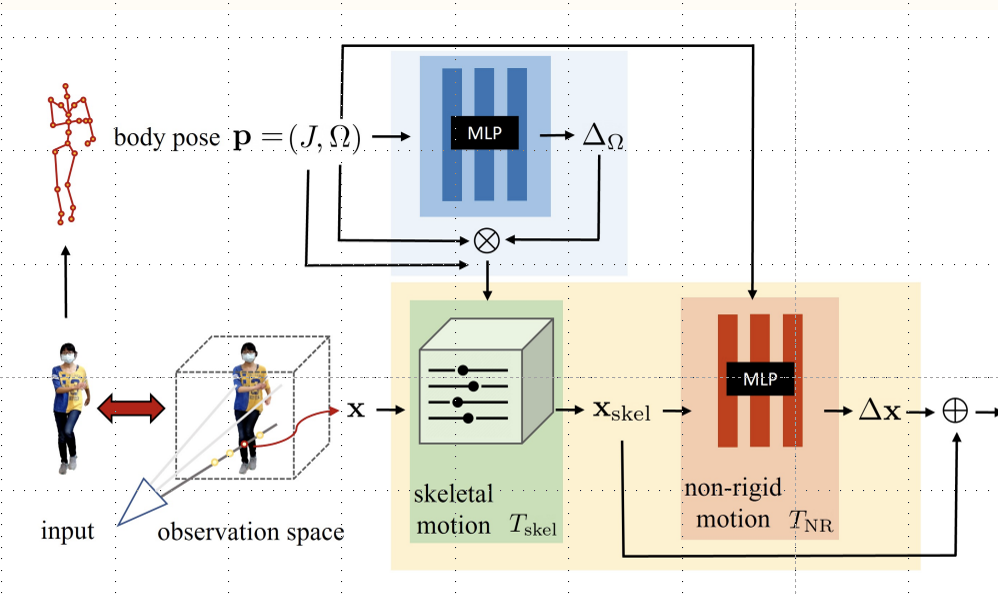 body pose p = (J, Ω)
MLP
Δ_Ω
x
x_skel
MLP
Δx
skeletal
motion T_skel
non-rigid
motion T_NR
input
observation space